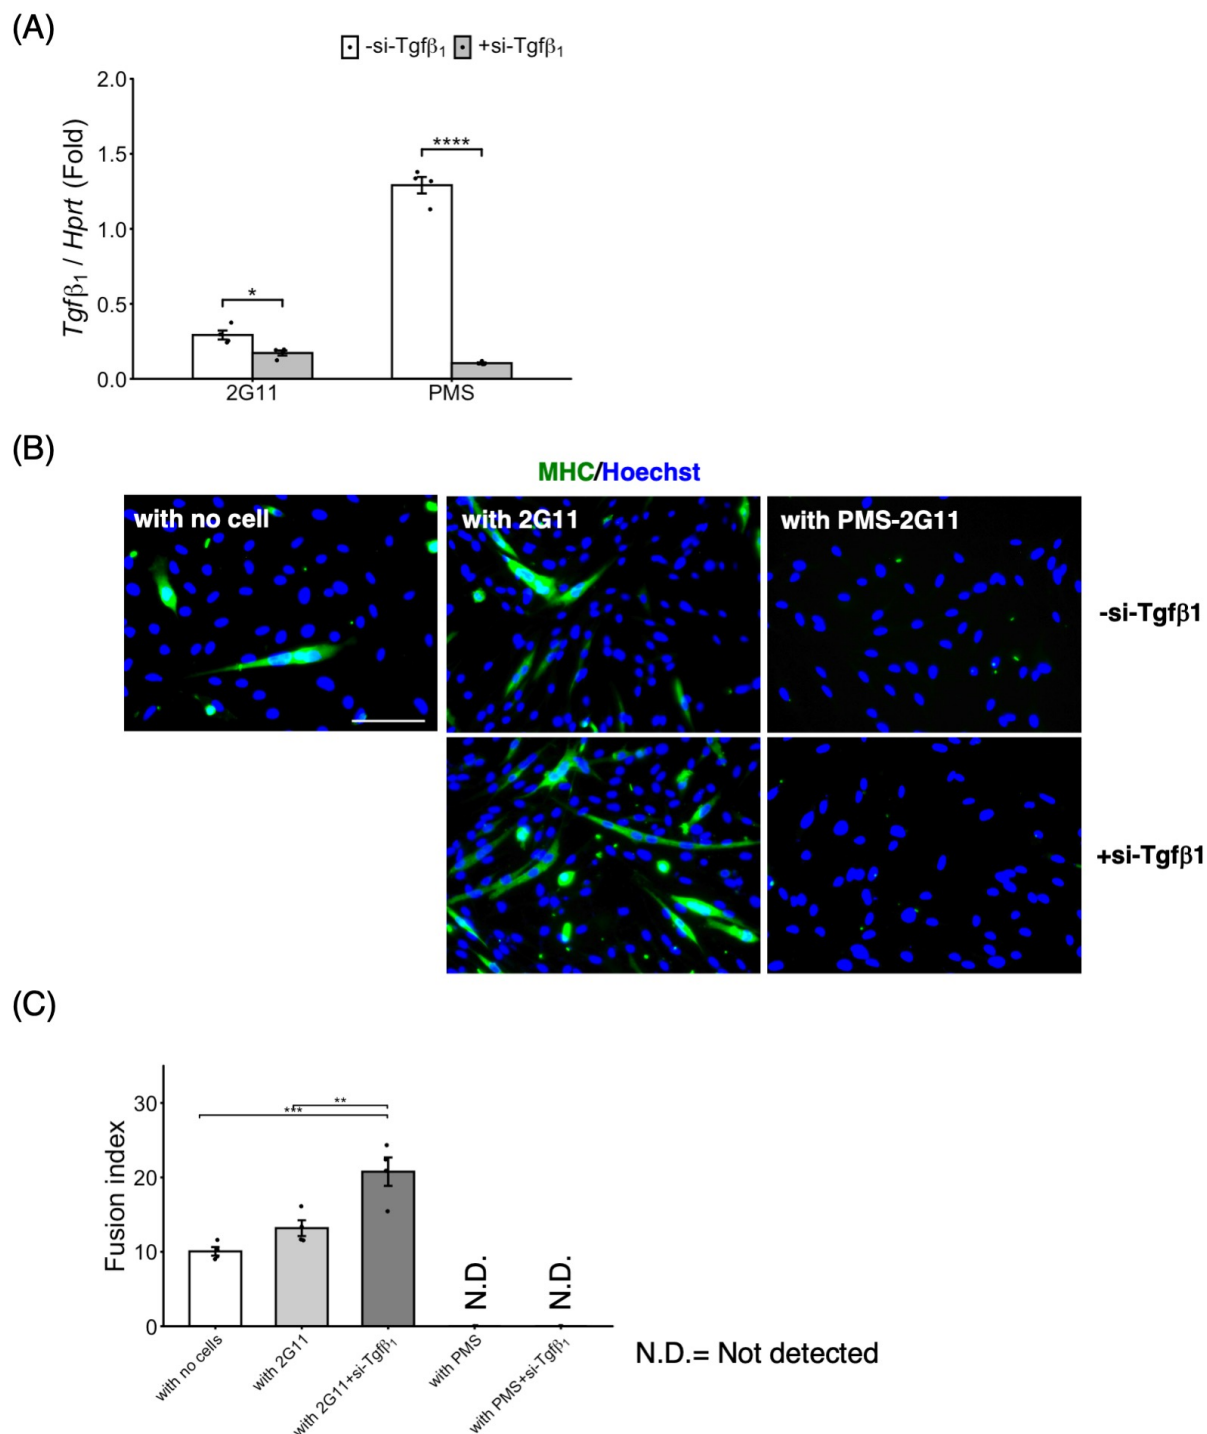 (A)
-si-Tgfβ1 +si-Tgfβ1
Tgfβ1 / Hprt (Fold)
2.0
1.5
1.0
0.5
0.0
*
****
2G11 PMS
(B)
MHC/Hoechst
with no cell with 2G11 with PMS-2G11
-si-Tgfβ1
+si-Tgfβ1
(C)
Fusion index
30
20
10
0
**
***
N.D. N.D.
with no cells
with 2G11
with 2G11+si-Tgfβ1
with PMS
with PMS+si-Tgfβ1
N.D.= Not detected